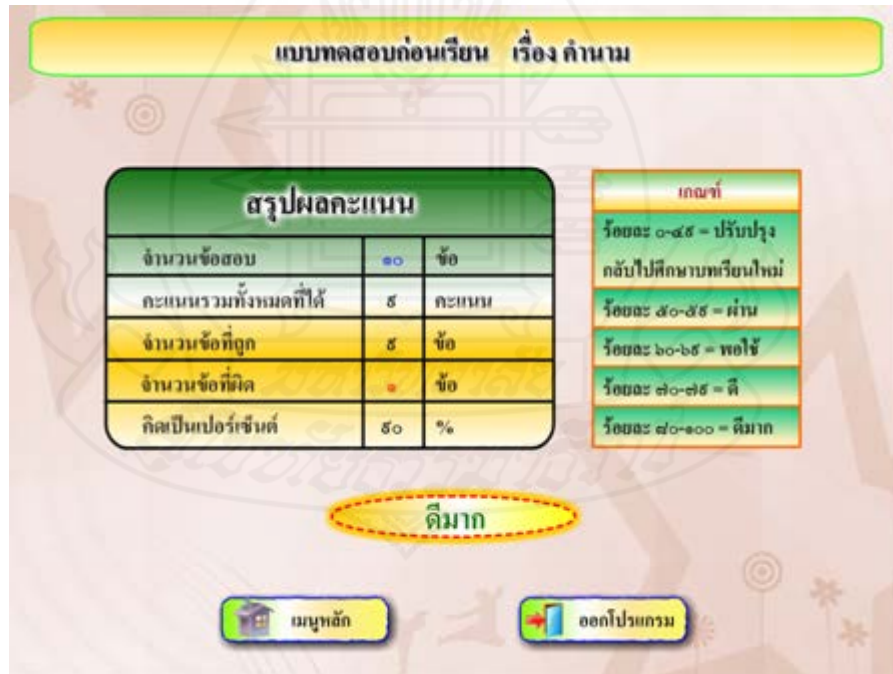 แบบทดสอบก่อนเรียน เรื่อง คำนาม
สรุปผลคะแนน
จำนวนข้อสอบ ๑๐ ข้อ
คะแนนรวมทั้งหมดที่ได้ ๙ คะแนน
จำนวนข้อที่ถูก ๙ ข้อ
จำนวนข้อที่ผิด ๑ ข้อ
คิดเป็นเปอร์เซ็นต์ ๙๐ %
เกณฑ์
ร้อยละ ๐-๔๙ = ปรับปรุง
กลับไปศึกษาบทเรียนใหม่
ร้อยละ ๕๐-๕๙ = ผ่าน
ร้อยละ ๖๐-๖๙ = พอใช้
ร้อยละ ๗๐-๗๙ = ดี
ร้อยละ ๘๐-๑๐๐ = ดีมาก
ดีมาก
เมนูหลัก
ออกโปรแกรม